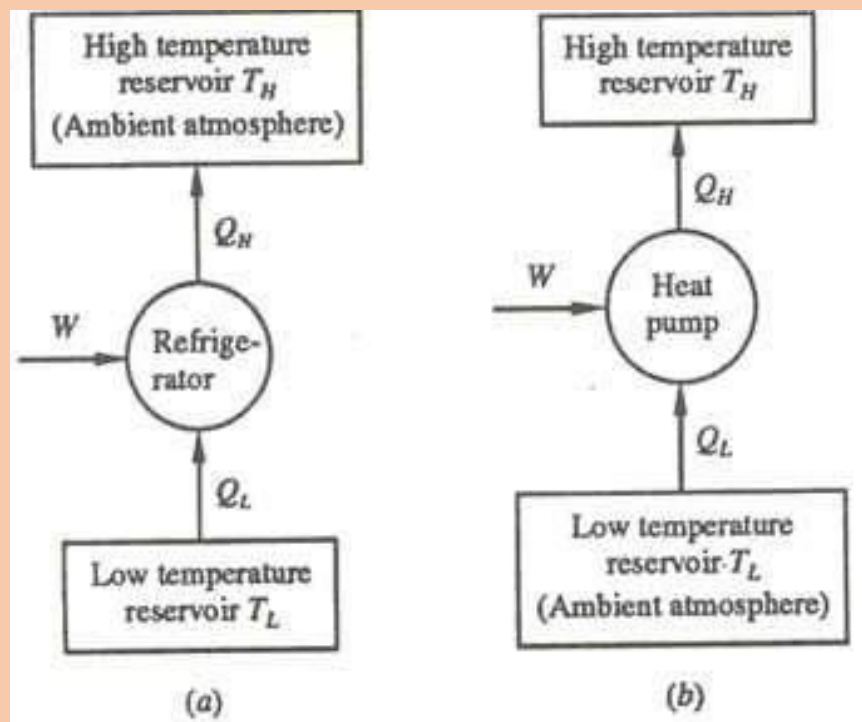 High temperature
reservoir T_H
(Ambient atmosphere)
Q_H
W
Refrige-
rator
Q_L
Low temperature
reservoir T_L
(a)
High temperature
reservoir T_H
Q_H
W
Heat
pump
Q_L
Low temperature
reservoir T_L
(Ambient atmosphere)
(b)